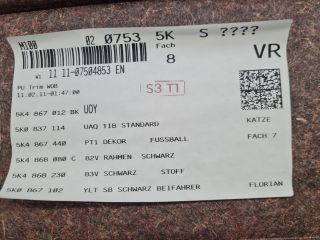 M100 02 0753 5K S ????
Fach
W1 11 11-07504853 EN 8 VR
PU Trim WOB
11.02.11-01:47:00
S3 T1
5K4 867 012 BK UOY
5K0 837 114 UAQ TIB STANDARD KATZE
5K4 867 440 PT1 DEKOR FUSSBALL FACH 7
5K4 868 080 C B2V RAHMEN SCHWARZ
5K4 868 230 B3V SCHWARZ STOFF
5K0 867 102 YLT SB SCHWARZ BEIFAHRER FLORIAN